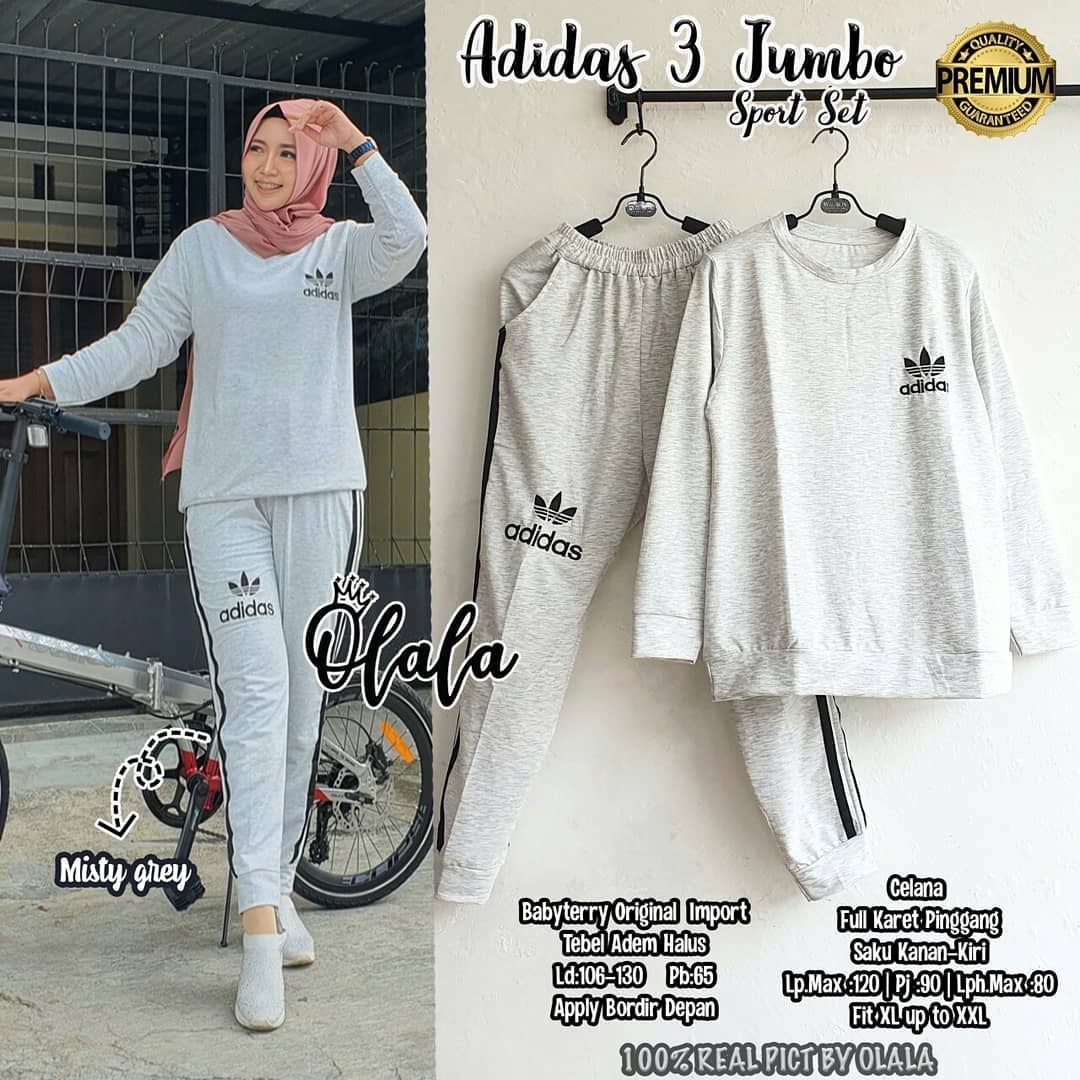 Adidas 3 Jumbo
Sport Set
QUALITY
PREMIUM
GUARANTEED
adidas
adidas
adidas
adidas
Olala
Misty grey
Babyterry Original Import
Tebel Adem Halus
Ld:106-130 Pb:65
Apply Bordir Depan
Celana
Full Karet Pinggang
Saku Kanan-Kiri
Lp.Max :120 | Pj :90 | Lph.Max :80
Fit XL up to XXL
100% REAL PICT BY OLALA